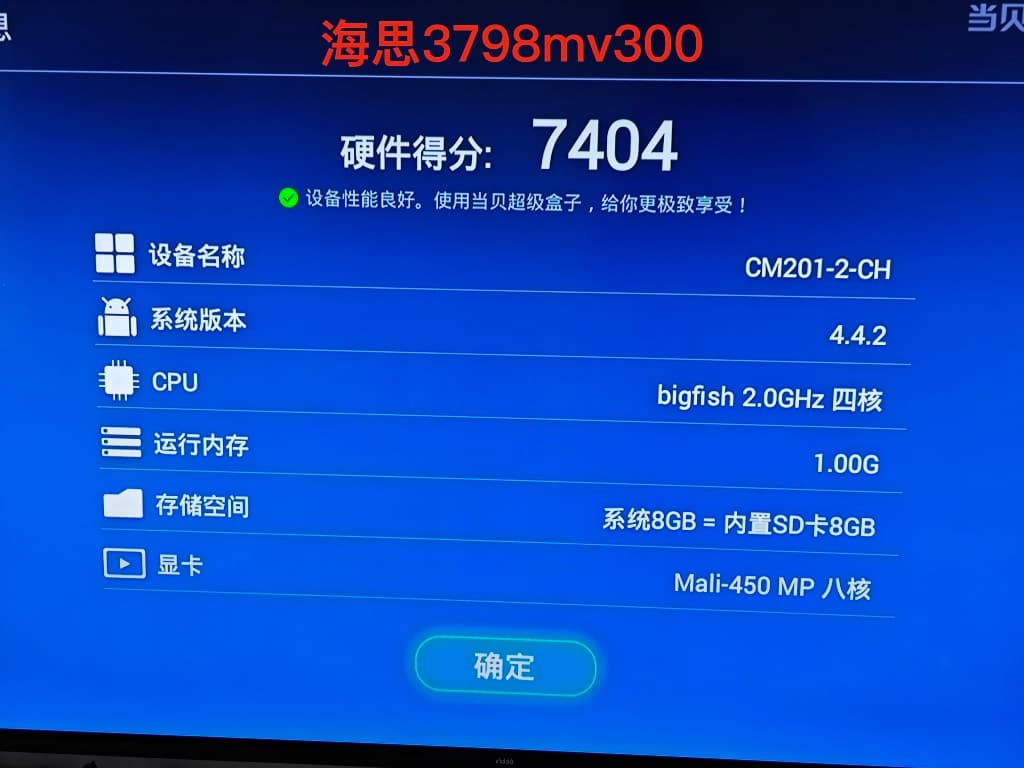 海思3798mv300
当贝
硬件得分: 7404
设备性能良好。使用当贝超级盒子，给你更极致享受！
设备名称 CM201-2-CH
系统版本 4.4.2
CPU bigfish 2.0GHz 四核
运行内存 1.00G
存储空间 系统8GB = 内置SD卡8GB
显卡 Mali-450 MP 八核
确定